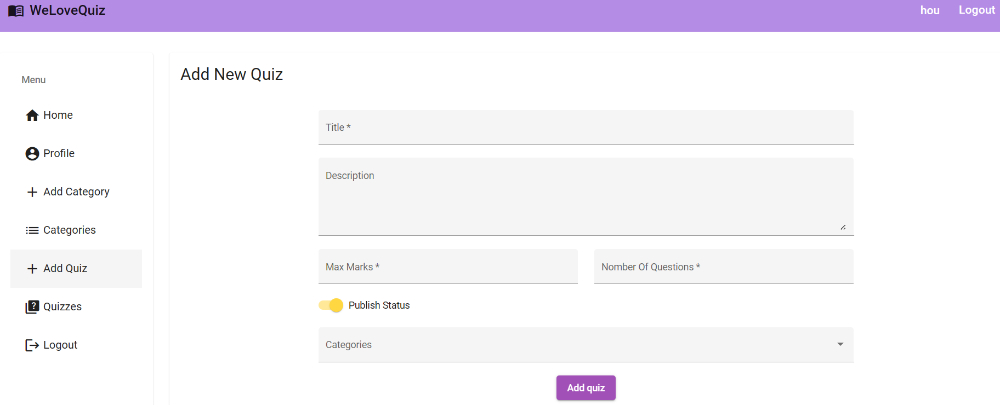 WeLoveQuiz
hou
Logout
Menu
Home
Profile
Add Category
Categories
Add Quiz
Quizzes
Logout
Add New Quiz
Title *
Description
Max Marks *
Nomber Of Questions *
Publish Status
Categories
Add quiz